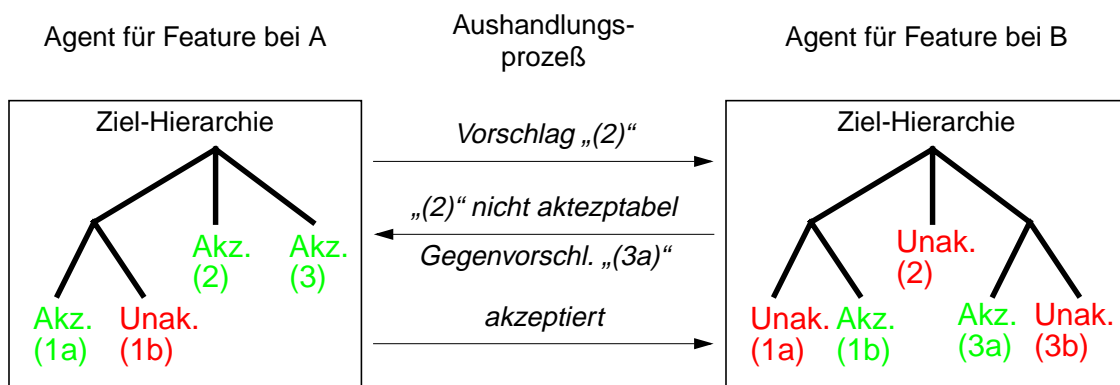 Agent für Feature bei A
Aushandlungs-
prozeß
Agent für Feature bei B
Ziel-Hierarchie
Akz.
(2)
Akz.
(3)
Akz.
(1a)
Unak.
(1b)
Vorschlag „(2)“
„(2)“ nicht aktezptabel
Gegenvorschl. „(3a)“
akzeptiert
Ziel-Hierarchie
Unak.
(2)
Unak.
(1a)
Akz.
(1b)
Akz.
(3a)
Unak.
(3b)